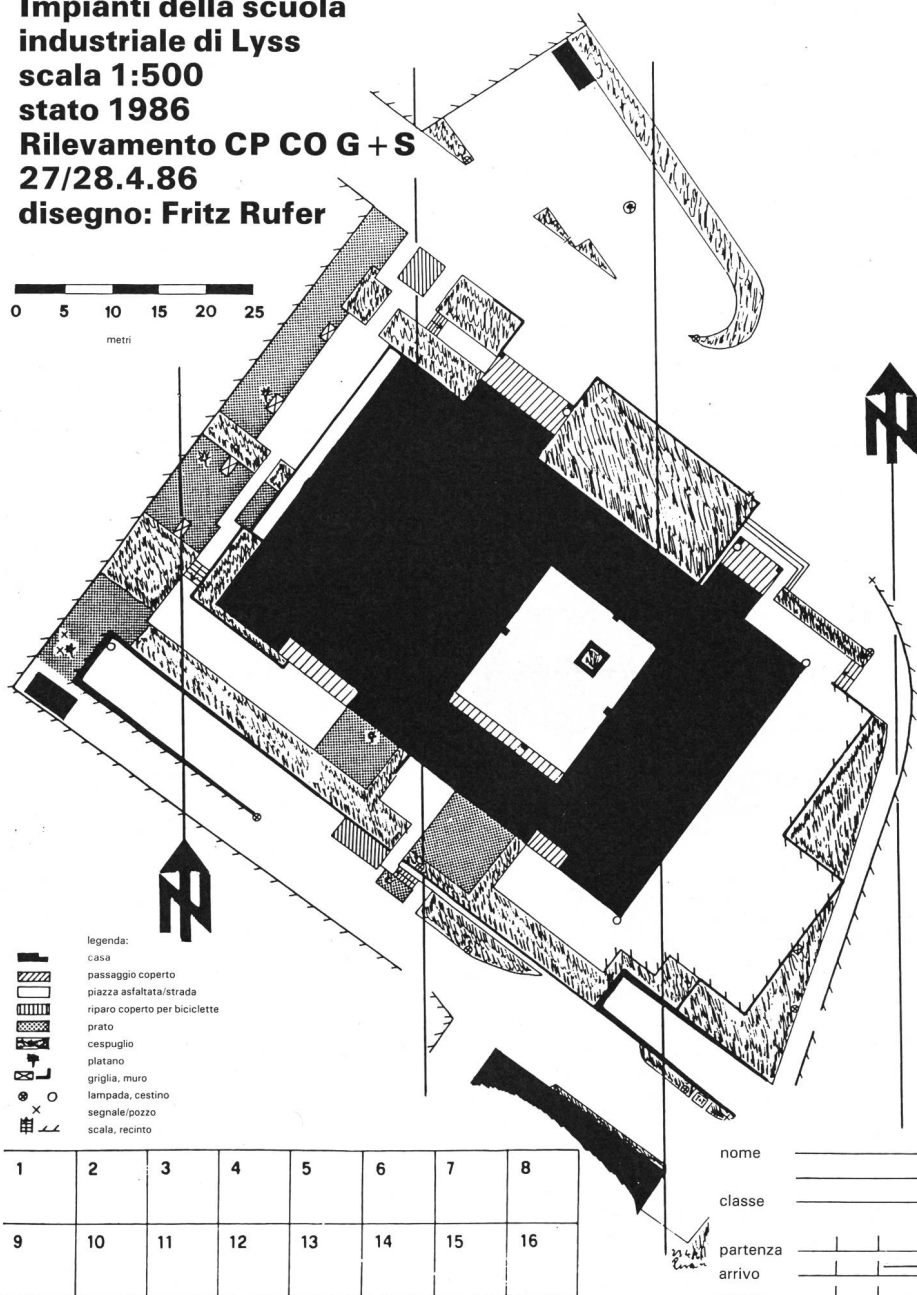 Impianti della scuola
industriale di Lyss
scala 1:500
stato 1986
Rilevamento CP CO G + S
27/28.4.86
disegno: Fritz Rufer
0 5 10 15 20 25
metri
N
N
legenda:
casa
passaggio coperto
piazza asfaltata/strada
riparo coperto per biciclette
prato
cespuglio
platano
griglia, muro
lampada, cestino
segnale/pozzo
scala, recinto
1 2 3 4 5 6 7 8
9 10 11 12 13 14 15 16
nome
classe
partenza
arrivo